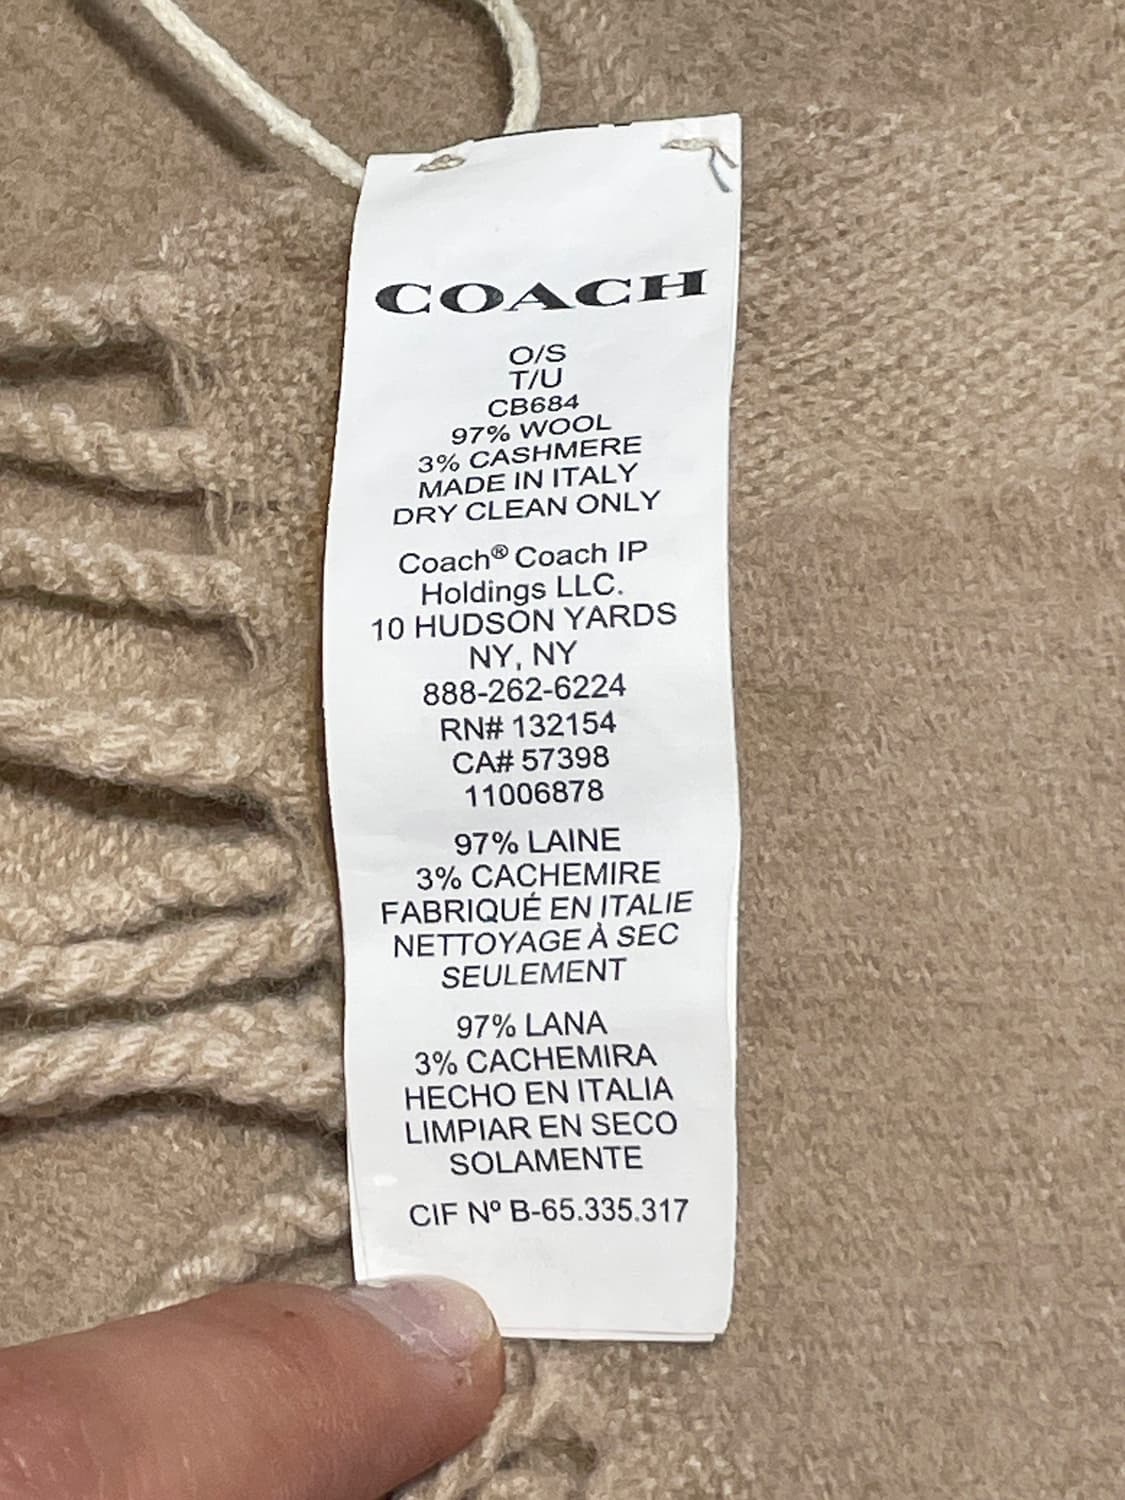 COACH
O/S
T/U
CB684
97% WOOL
3% CASHMERE
MADE IN ITALY
DRY CLEAN ONLY
Coach® Coach IP
Holdings LLC.
10 HUDSON YARDS
NY, NY
888-262-6224
RN# 132154
CA# 57398
11006878
97% LAINE
3% CACHEMIRE
FABRIQUÉ EN ITALIE
NETTOYAGE À SEC
SEULEMENT
97% LANA
3% CACHEMIRA
HECHO EN ITALIA
LIMPIAR EN SECO
SOLAMENTE
CIF Nº B-65.335.317